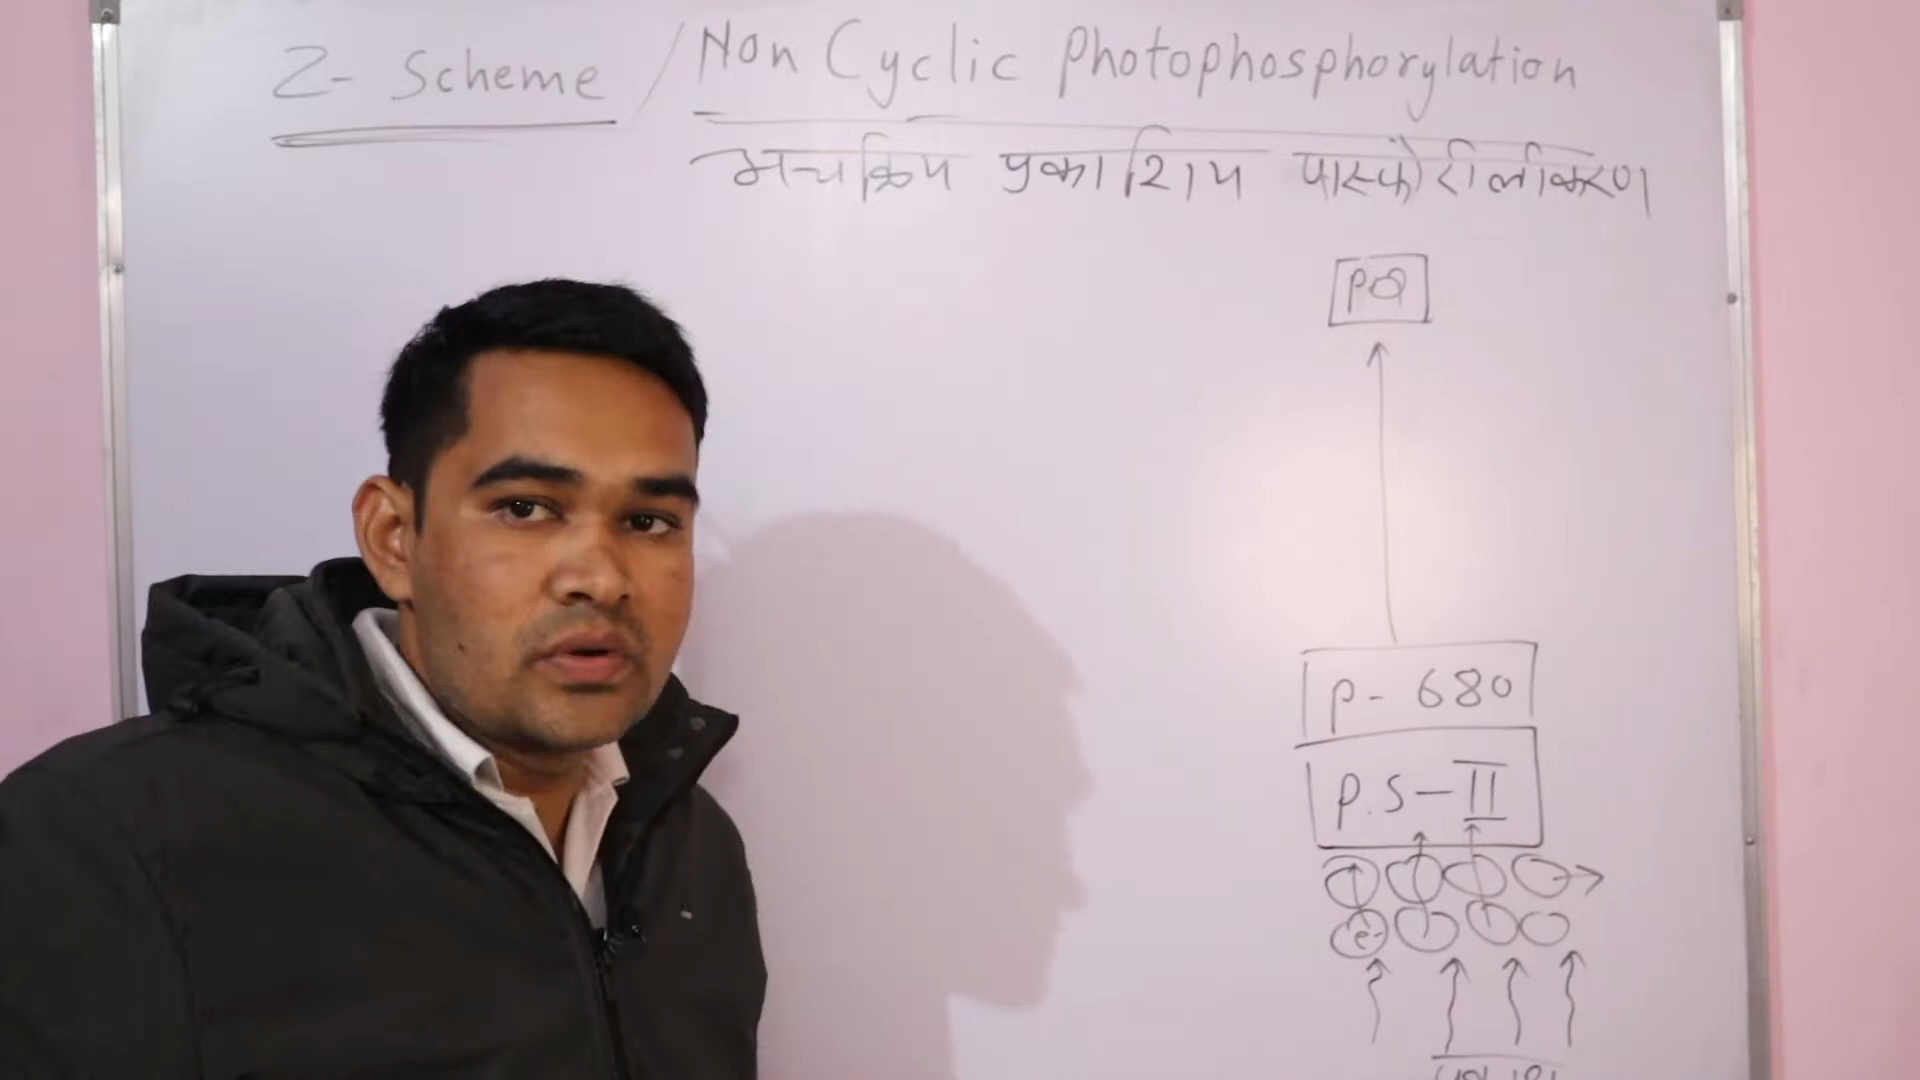 Z- Scheme / Non Cyclic Photophosphorylation
अचक्रिय प्रकाशिय फास्फोरीलीकरण
PQ
P- 680
P.S-II
e-